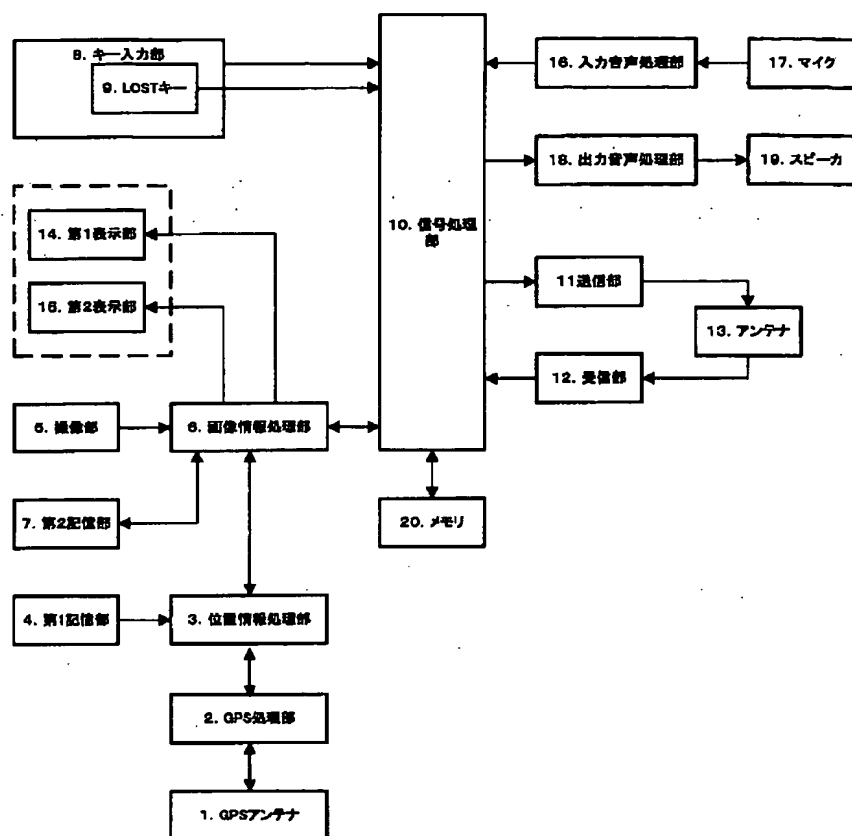 8. キー入力部
9. LOSTキー
16. 入力音声処理部
17. マイク
18. 出力音声処理部
19. スピーカ
10. 信号処理
部
14. 第1表示部
16. 第2表示部
11送信部
13. アンテナ
12. 受信部
5. 撮像部
6. 画像情報処理部
7. 第2記憶部
20. メモリ
4. 第1記憶部
3. 位置情報処理部
2. GPS処理部
1. GPSアンテナ